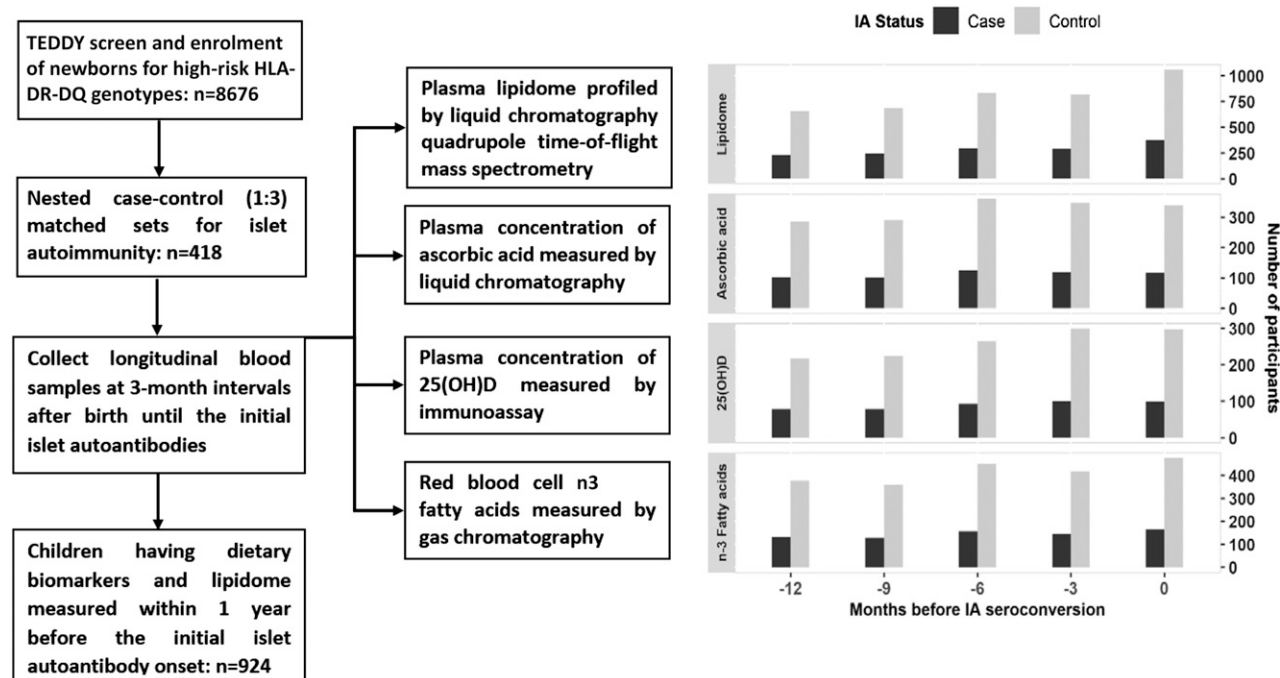 TEDDY screen and enrolment
of newborns for high-risk HLA-
DR-DQ genotypes: n=8676
Nested case-control (1:3)
matched sets for islet
autoimmunity: n=418
Collect longitudinal blood
samples at 3-month intervals
after birth until the initial
islet autoantibodies
Children having dietary
biomarkers and lipidome
measured within 1 year
before the initial islet
autoantibody onset: n=924
Plasma lipidome profiled
by liquid chromatography
quadrupole time-of-flight
mass spectrometry
Plasma concentration of
ascorbic acid measured by
liquid chromatography
Plasma concentration of
25(OH)D measured by
immunoassay
Red blood cell n3
fatty acids measured by
gas chromatography
IA Status Case Control
Lipidome
1000
750
500
250
0
Ascorbic acid
300
200
100
0
25(OH)D
300
200
100
0
n-3 Fatty acids
400
300
200
100
0
Number of participants
-12 -9 -6 -3 0
Months before IA seroconversion